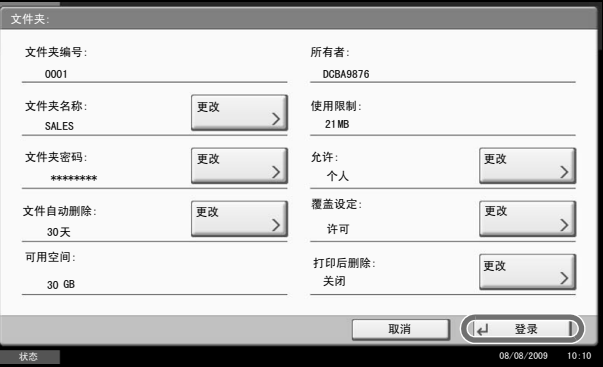 文件夹:
文件夹编号:
0001
所有者:
DCBA9876
文件夹名称:
SALES
更改
使用限制:
21MB
文件夹密码:
********
更改
允许:
个人
更改
文件自动删除:
30天
更改
覆盖设定:
许可
更改
可用空间:
30 GB
打印后删除:
关闭
更改
取消
登录
状态
08/08/2009 10:10